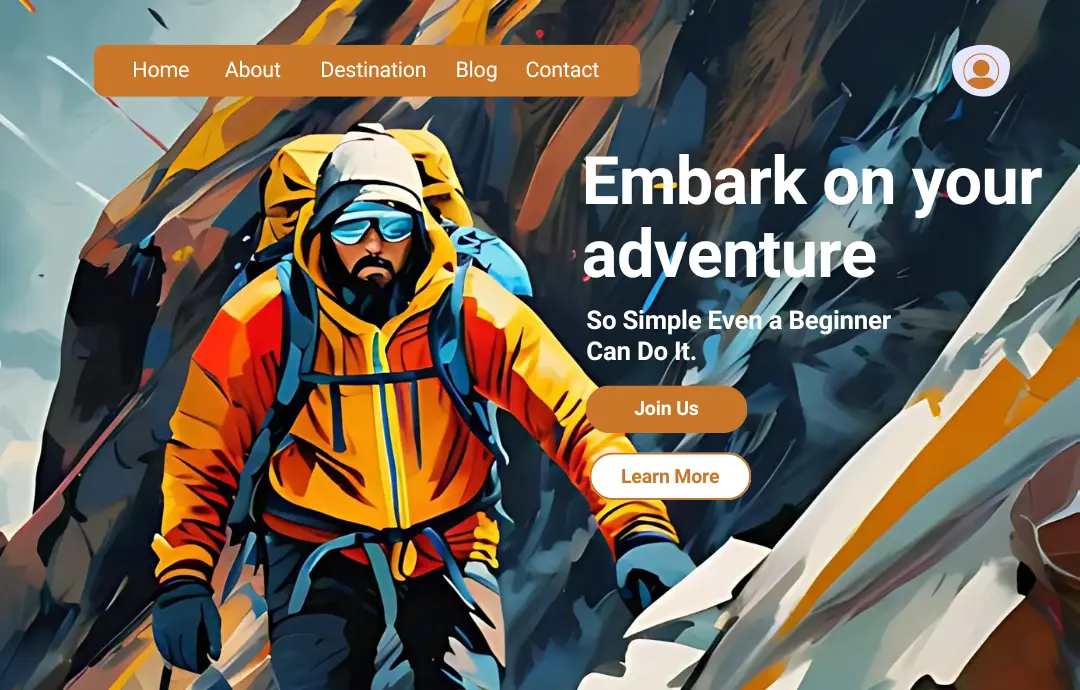 Home About Destination Blog Contact
Embark on your
adventure
So Simple Even a Beginner
Can Do It.
Join Us
Learn More